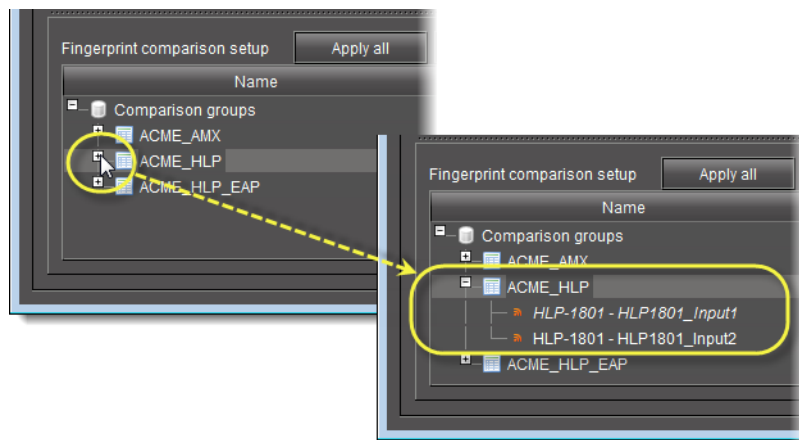 Fingerprint comparison setup Apply all
Name
Comparison groups
ACME_AMX
ACME_HLP
ACME_HLP_EAP
Fingerprint comparison setup Apply all
Name
Comparison groups
ACME_AMX
ACME_HLP
HLP-1801 - HLP1801_Input1
HLP-1801 - HLP1801_Input2
ACME_HLP_EAP